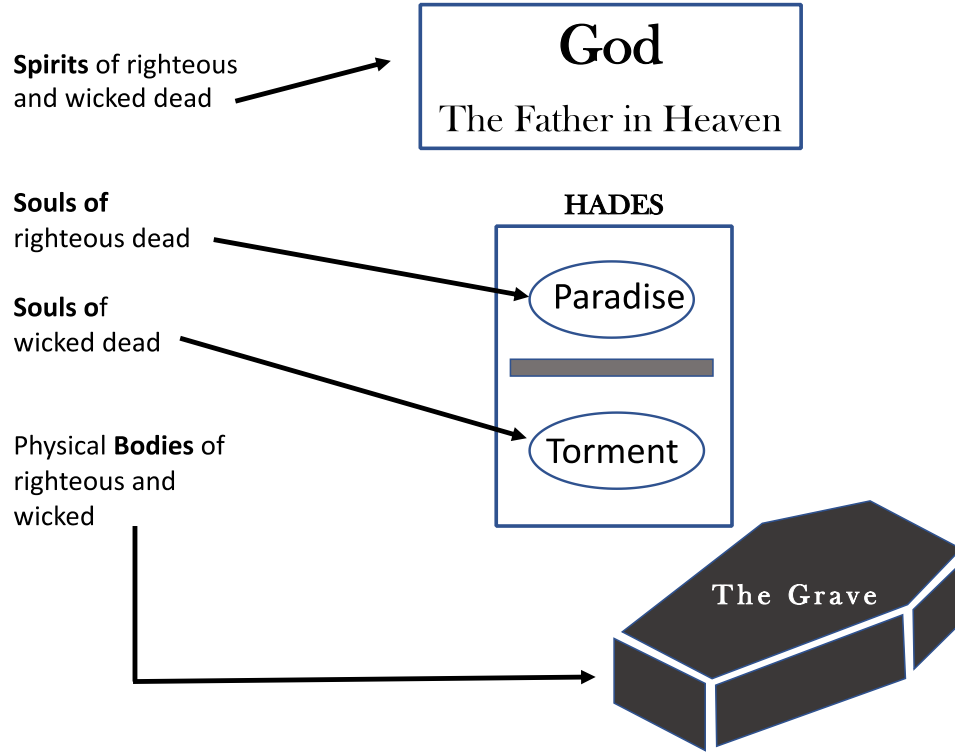 Spirits of righteous
and wicked dead
God
The Father in Heaven
Souls of
righteous dead
HADES
Paradise
Souls of
wicked dead
Torment
Physical Bodies of
righteous and
wicked
The Grave